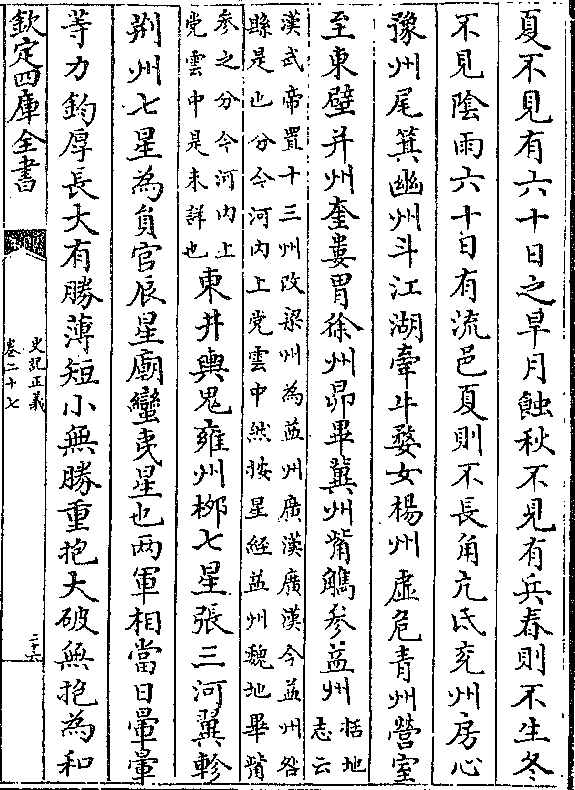 夏不見有六十日之旱月蝕秋不見有兵春則不生冬
不見陰雨六十日有流邑夏則不長角亢氐兖州房心
豫州尾箕幽州斗江湖牽牛婺女楊州虛危青州營室
至東壁并州奎婁胃徐州昴畢冀州觜觿參益州
括地
志云
漢武帝置十三州改梁州為益州廣漢廣漢今益州咎
縣是也分今河內上黨雲中然按星經益州魏地畢觜
參之分今河內上
党雲中是未詳也
東井輿鬼雍州栁七星張三河翼軫
荆州七星為負官辰星廟蠻夷星也两軍相當日暈暈
等力鈞厚長大有勝薄短小無勝重抱大破無抱為和
欽定四庫全書
史記正義
卷二十七
二十六